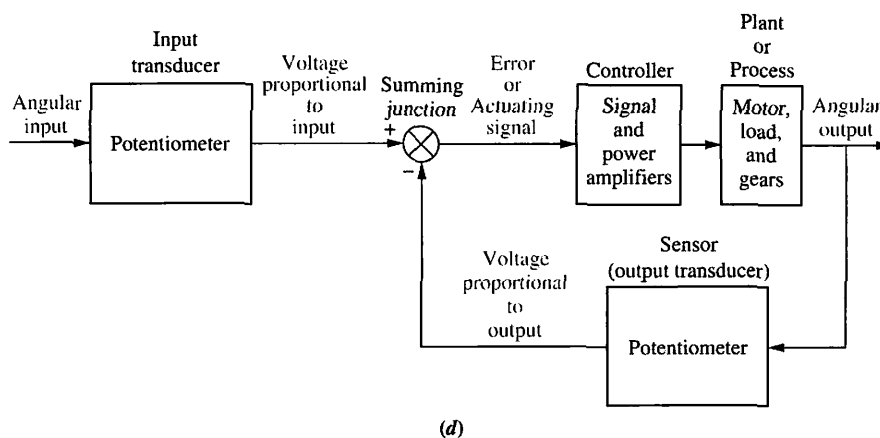 Input
transducer
Angular
input
Potentiometer
Voltage
proportional
to
input
+
Summing
junction
−
Error
or
Actuating
signal
Controller
Signal
and
power
amplifiers
Plant
or
Process
Motor,
load,
and
gears
Angular
output
Sensor
(output transducer)
Potentiometer
Voltage
proportional
to
output
(d)